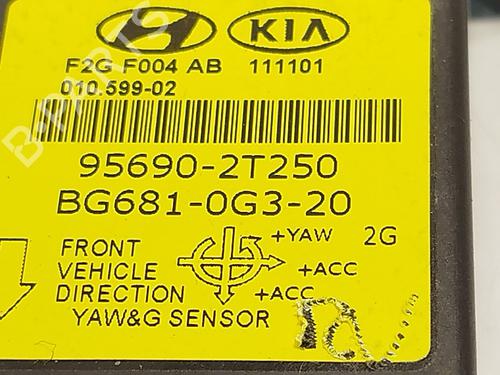 KIA
F2G F004 AB 111101
010.599-02
95690-2T250
BG681-0G3-20
FRONT
VEHICLE
DIRECTION
+YAW 2G
+ACC
+ACC
YAW&G SENSOR
B-PARTS